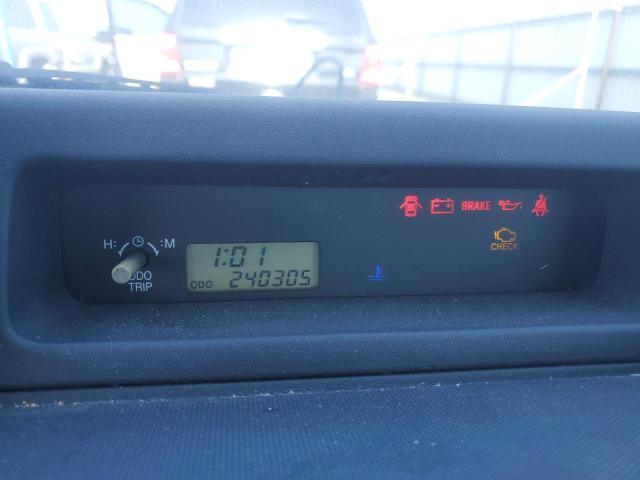 BRAKE
CHECK
H: :M
1:01
ODO
TRIP
ODO 240305